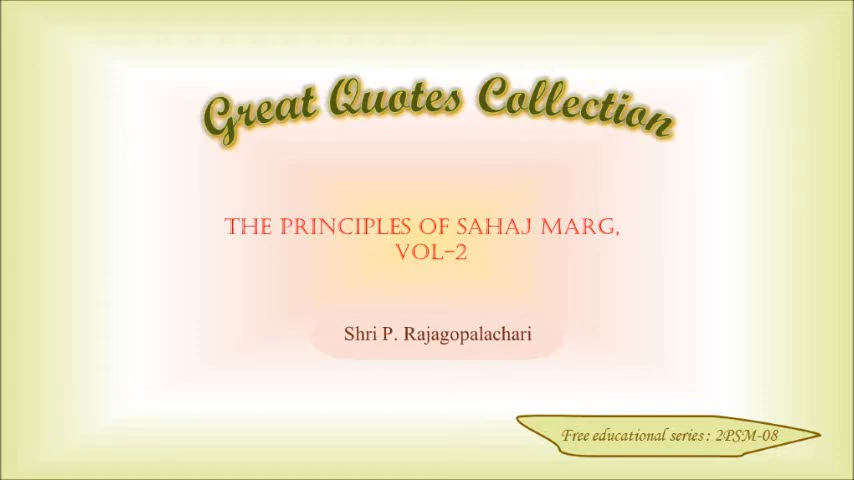 Great Quotes Collection
THE PRINCIPLES OF SAHAJ MARG,
VOL-2
Shri P. Rajagopalachari
Free educational series : 2PSM-08